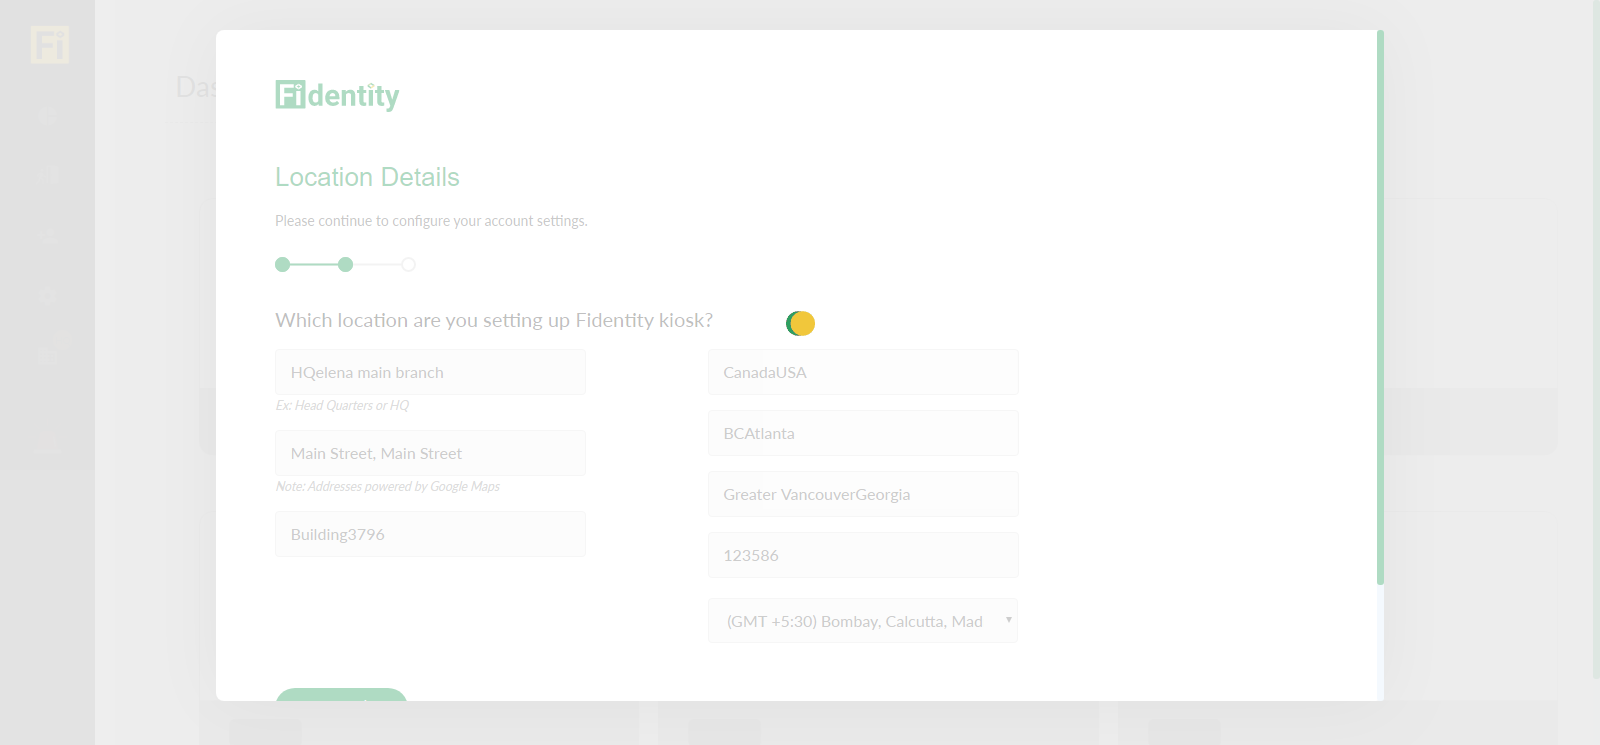 Fi
Das
Fidentity
Location Details
Please continue to configure your account settings.
Which location are you setting up Fidentity kiosk?
HQelena main branch
Ex: Head Quarters or HQ
Main Street, Main Street
Note: Addresses powered by Google Maps
Building3796
CanadaUSA
BCAtlanta
Greater VancouverGeorgia
123586
(GMT +5:30) Bombay, Calcutta, Mad